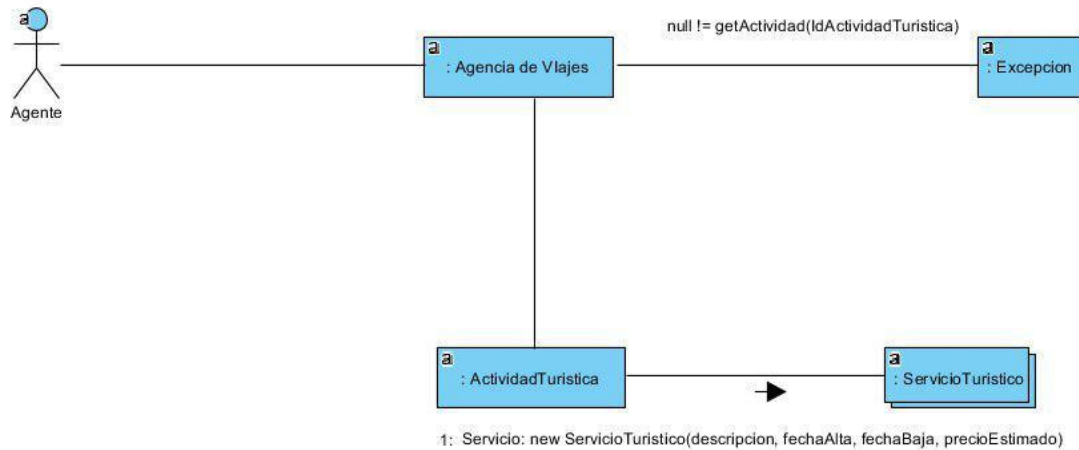 a
null != getActividad(IdActividadTuristica)
a
: Agencia de VIajes
a
: Excepcion
Agente
a
: ActividadTuristica
a
: ServicioTuristico
1: Servicio: new ServicioTuristico(descripcion, fechaAlta, fechaBaja, precioEstimado)